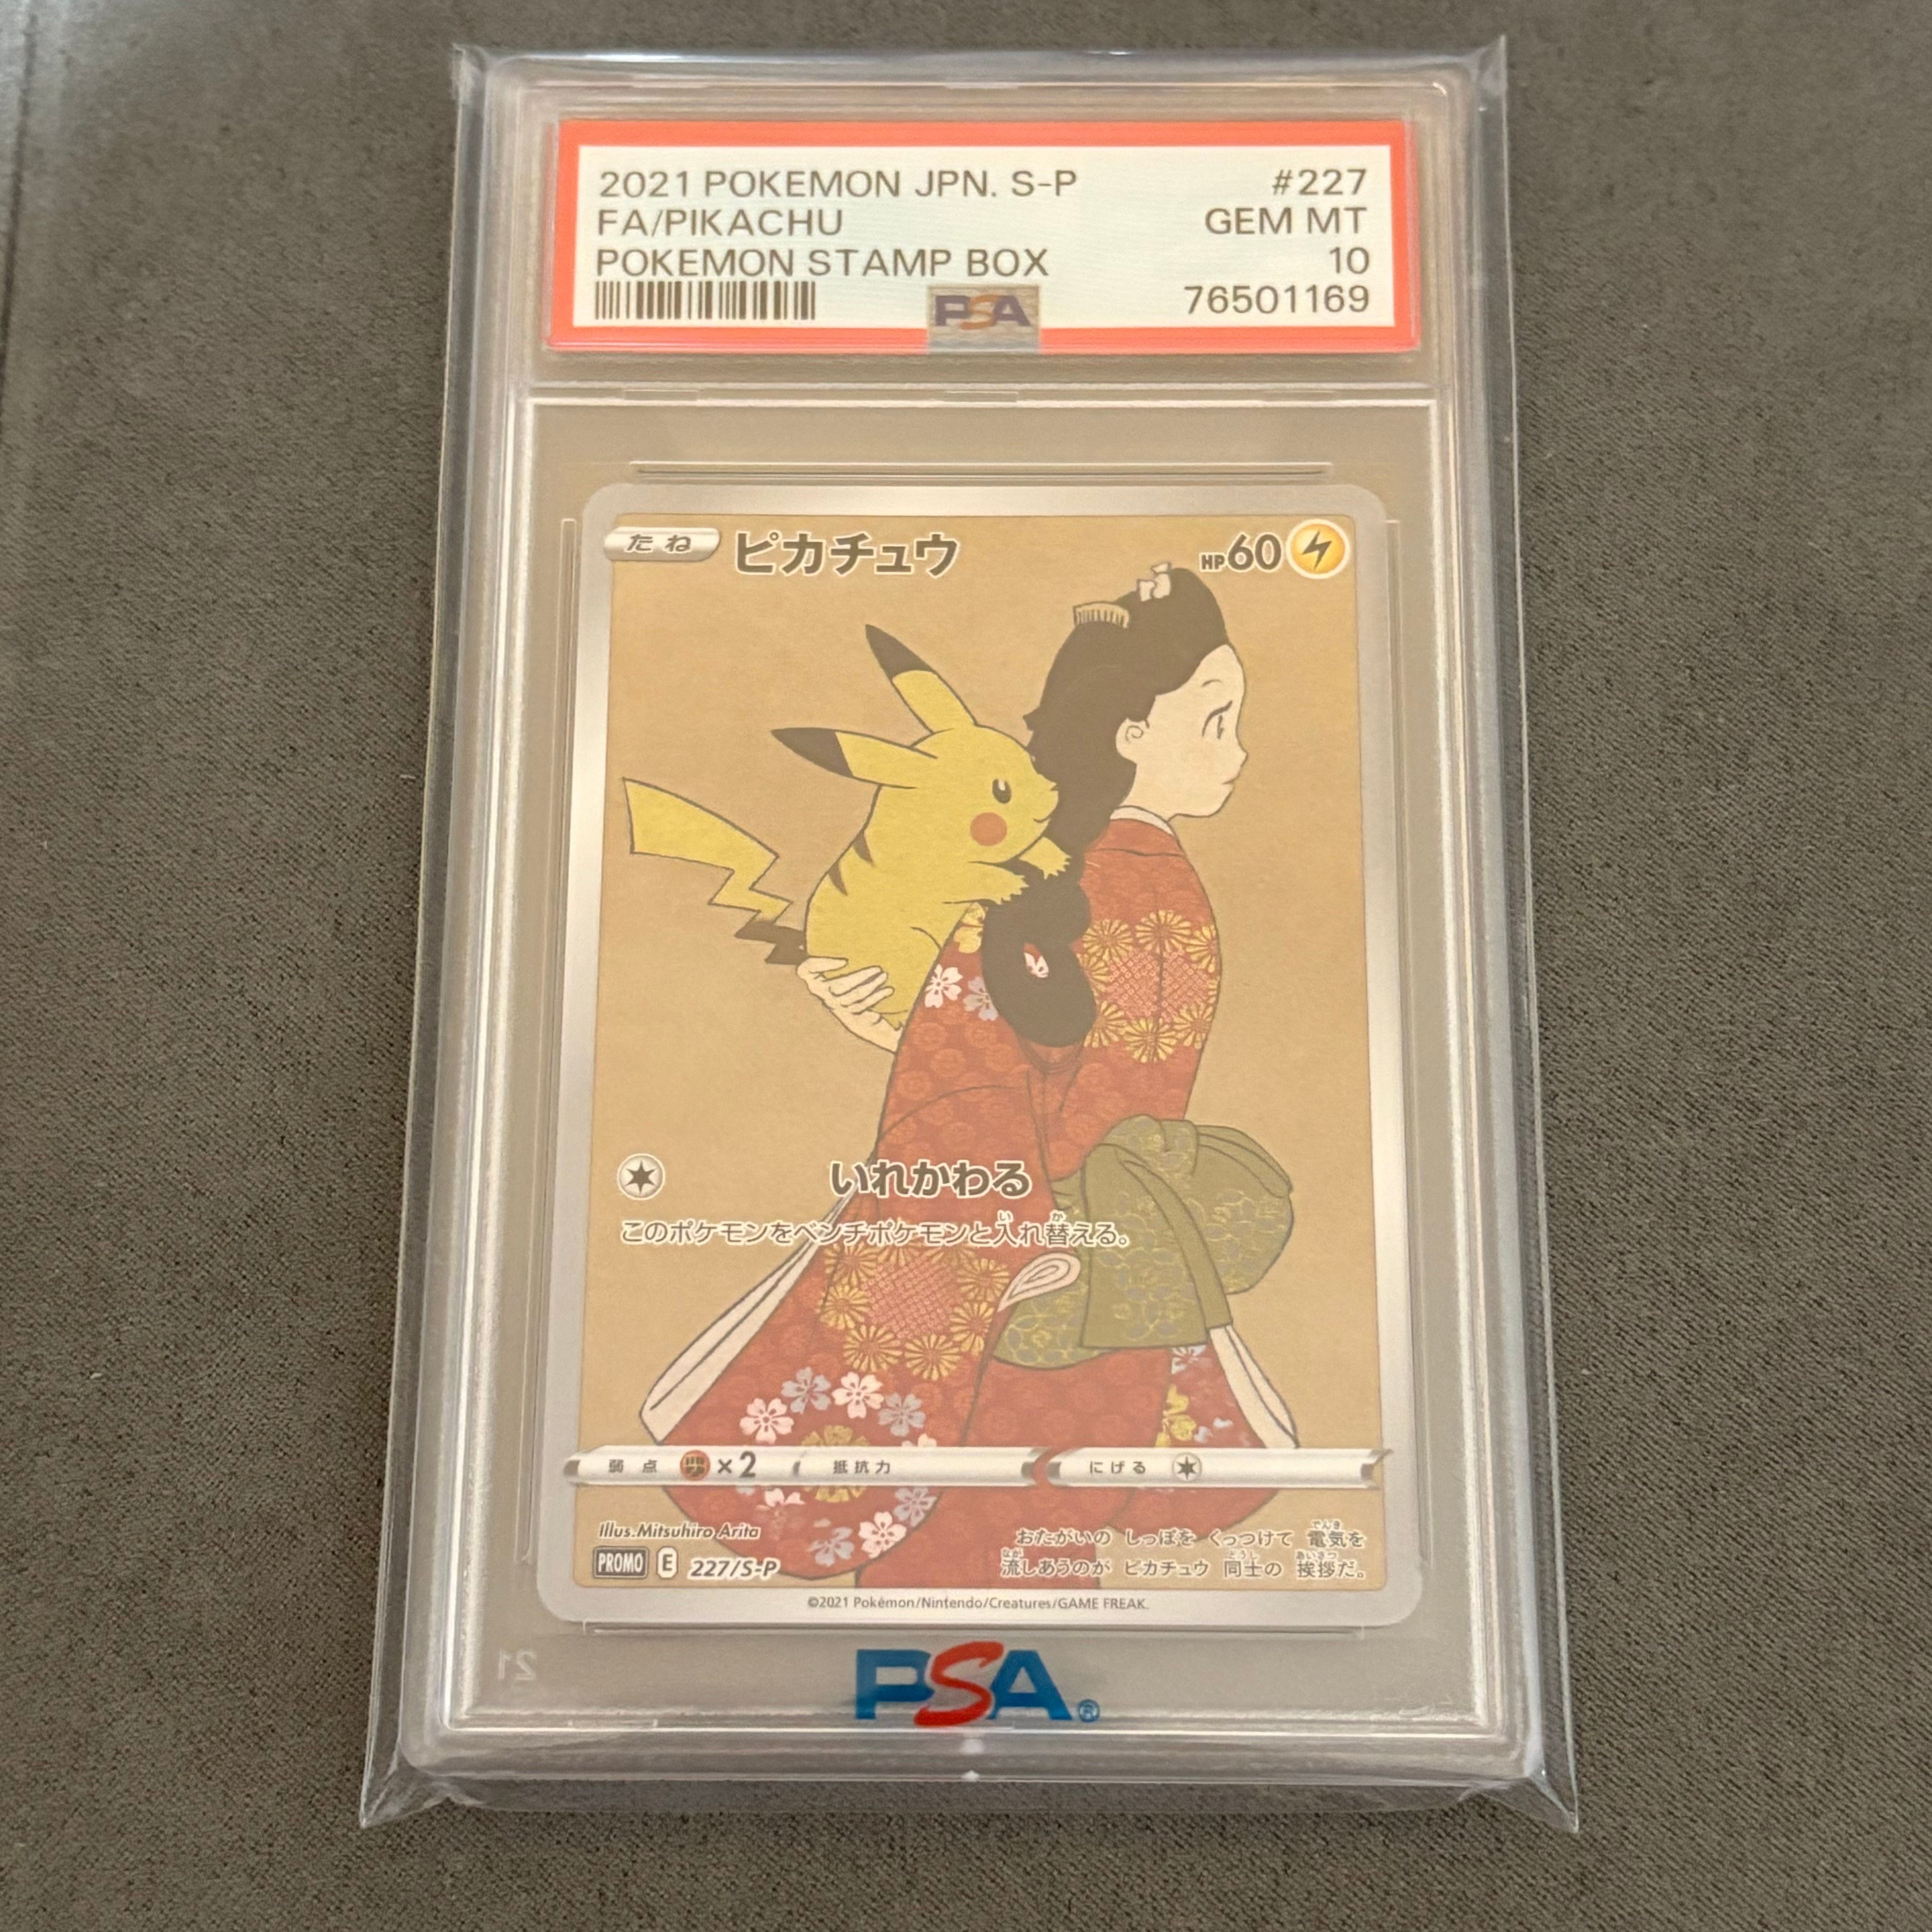 2021 POKEMON JPN. S-P #227
FA/PIKACHU GEM MT
POKEMON STAMP BOX 10
76501169
PSA
たね ピカチュウ HP60
いれかわる
このポケモンをベンチポケモンと入れ替える。
弱点 ×2 抵抗力 にげる
Illus.Mitsuhiro Arita
PROMO E 227/S-P
おたがいの しっぽを くっつけて 電気を
流しあうのが ピカチュウ 同士の 挨拶だ。
©2021 Pokémon/Nintendo/Creatures/GAME FREAK.
PSA®